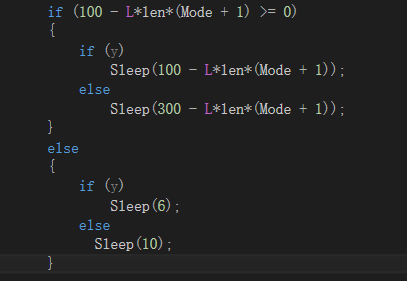 if (100 - L*len*(Mode + 1) >= 0)
{
if (y)
Sleep(100 - L*len*(Mode + 1));
else
Sleep(300 - L*len*(Mode + 1));
}
else
{
if (y)
Sleep(6);
else
Sleep(10);
}